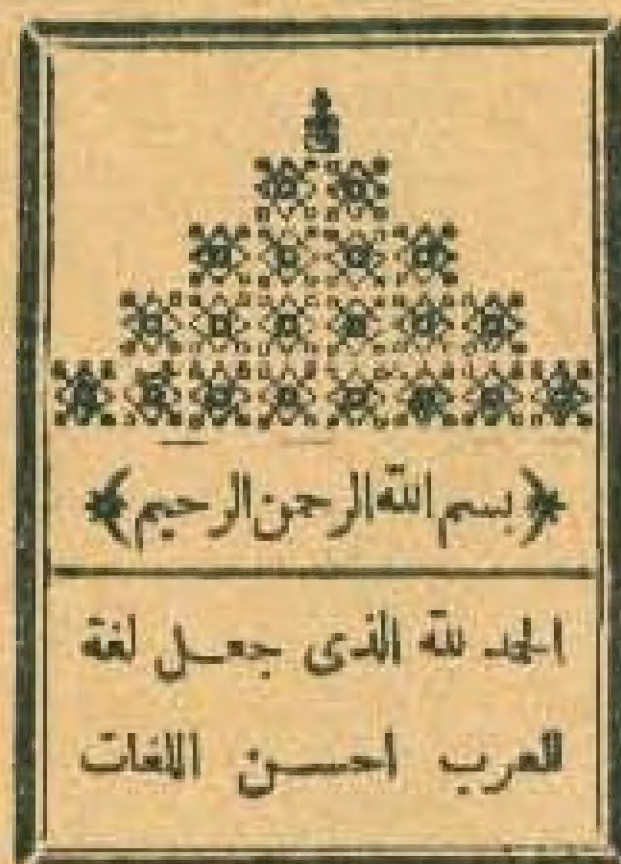 بسم الله الرحمن الرحيم
الحمد لله الذى جعل لغة
العرب احسن اللغات